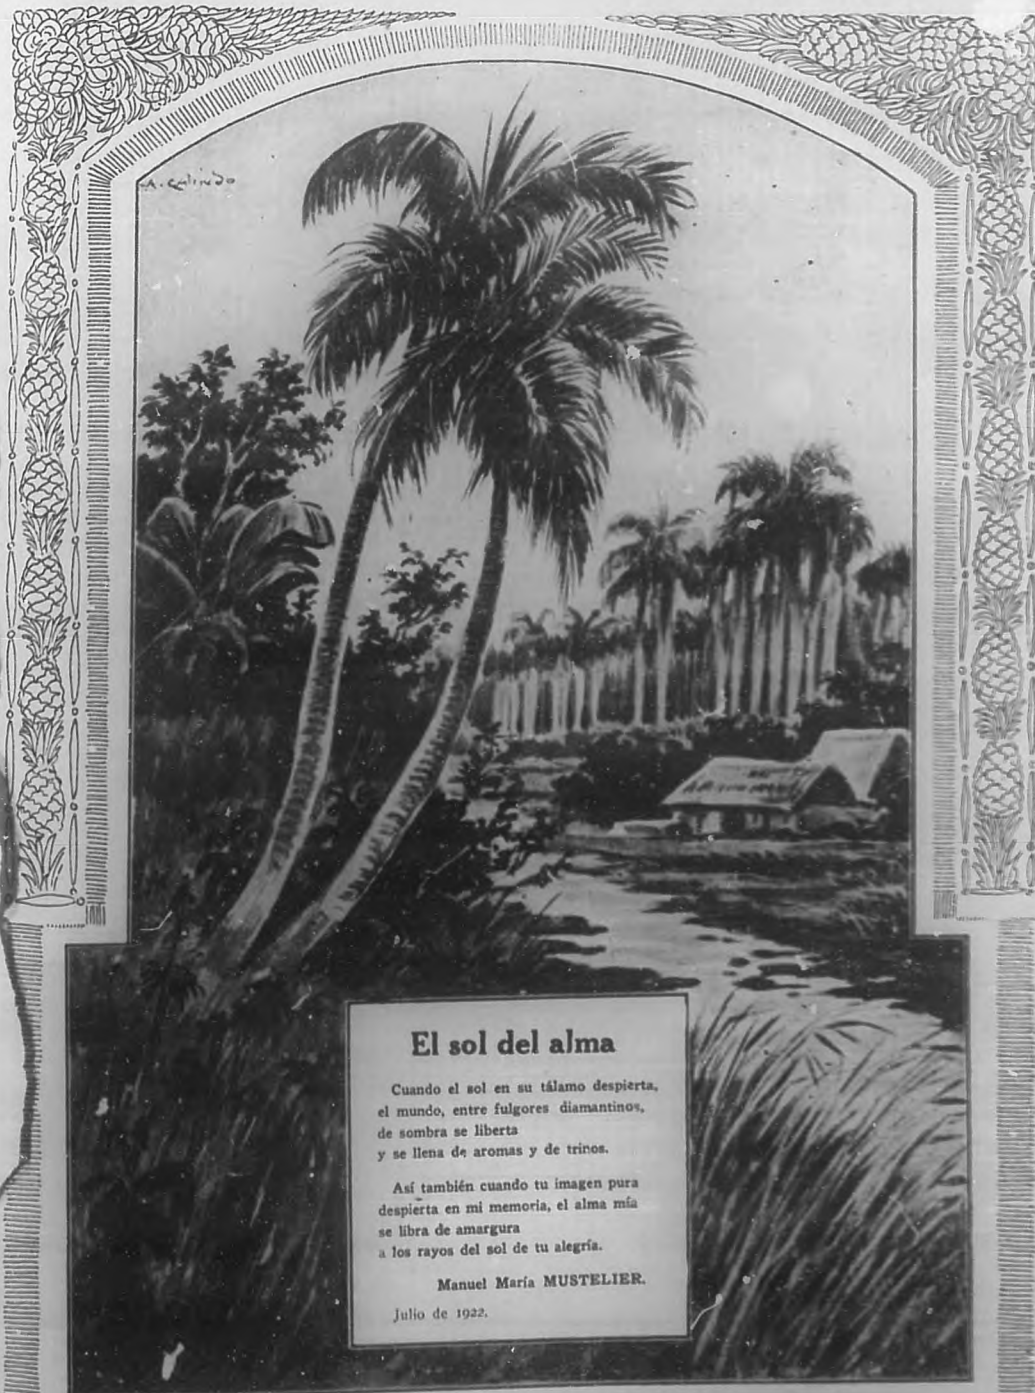 A. Galindo
El sol del alma
Cuando el sol en su tálamo despierta,
el mundo, entre fulgores diamantinos,
de sombra se liberta
y se llena de aromas y de trinos.
Así también cuando tu imagen pura
despierta en mi memoria, el alma mía
se libra de amargura
a los rayos del sol de tu alegría.
Manuel María MUSTELIER.
Julio de 1922.